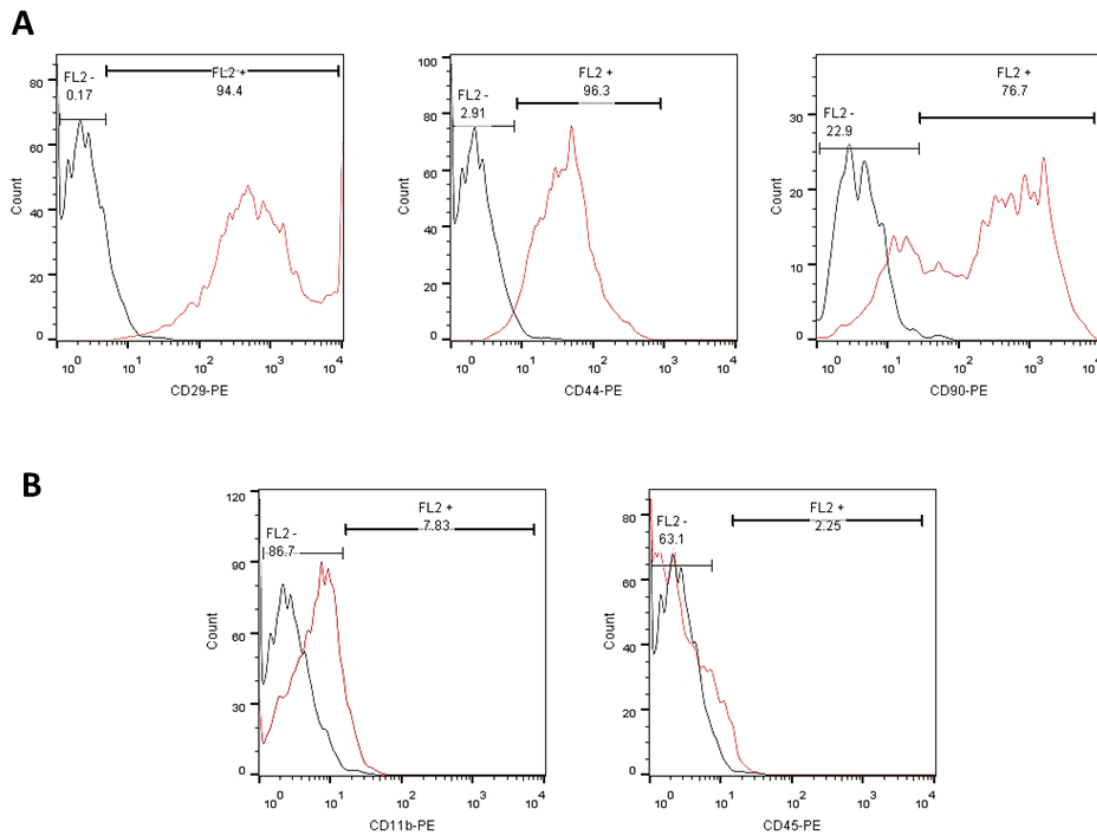 A
FL2 -
0.17
FL2 +
94.4
80
60
40
20
0
Count
10^0 10^1 10^2 10^3 10^4
CD29-PE
FL2 -
2.91
FL2 +
96.3
100
80
60
40
20
0
Count
10^0 10^1 10^2 10^3 10^4
CD44-PE
FL2 -
22.9
FL2 +
76.7
30
20
10
0
Count
10^0 10^1 10^2 10^3 10^4
CD90-PE
B
FL2 -
86.7
FL2 +
7.83
120
90
60
30
0
Count
10^0 10^1 10^2 10^3 10^4
CD11b-PE
FL2 -
63.1
FL2 +
2.25
80
60
40
20
0
Count
10^0 10^1 10^2 10^3 10^4
CD45-PE